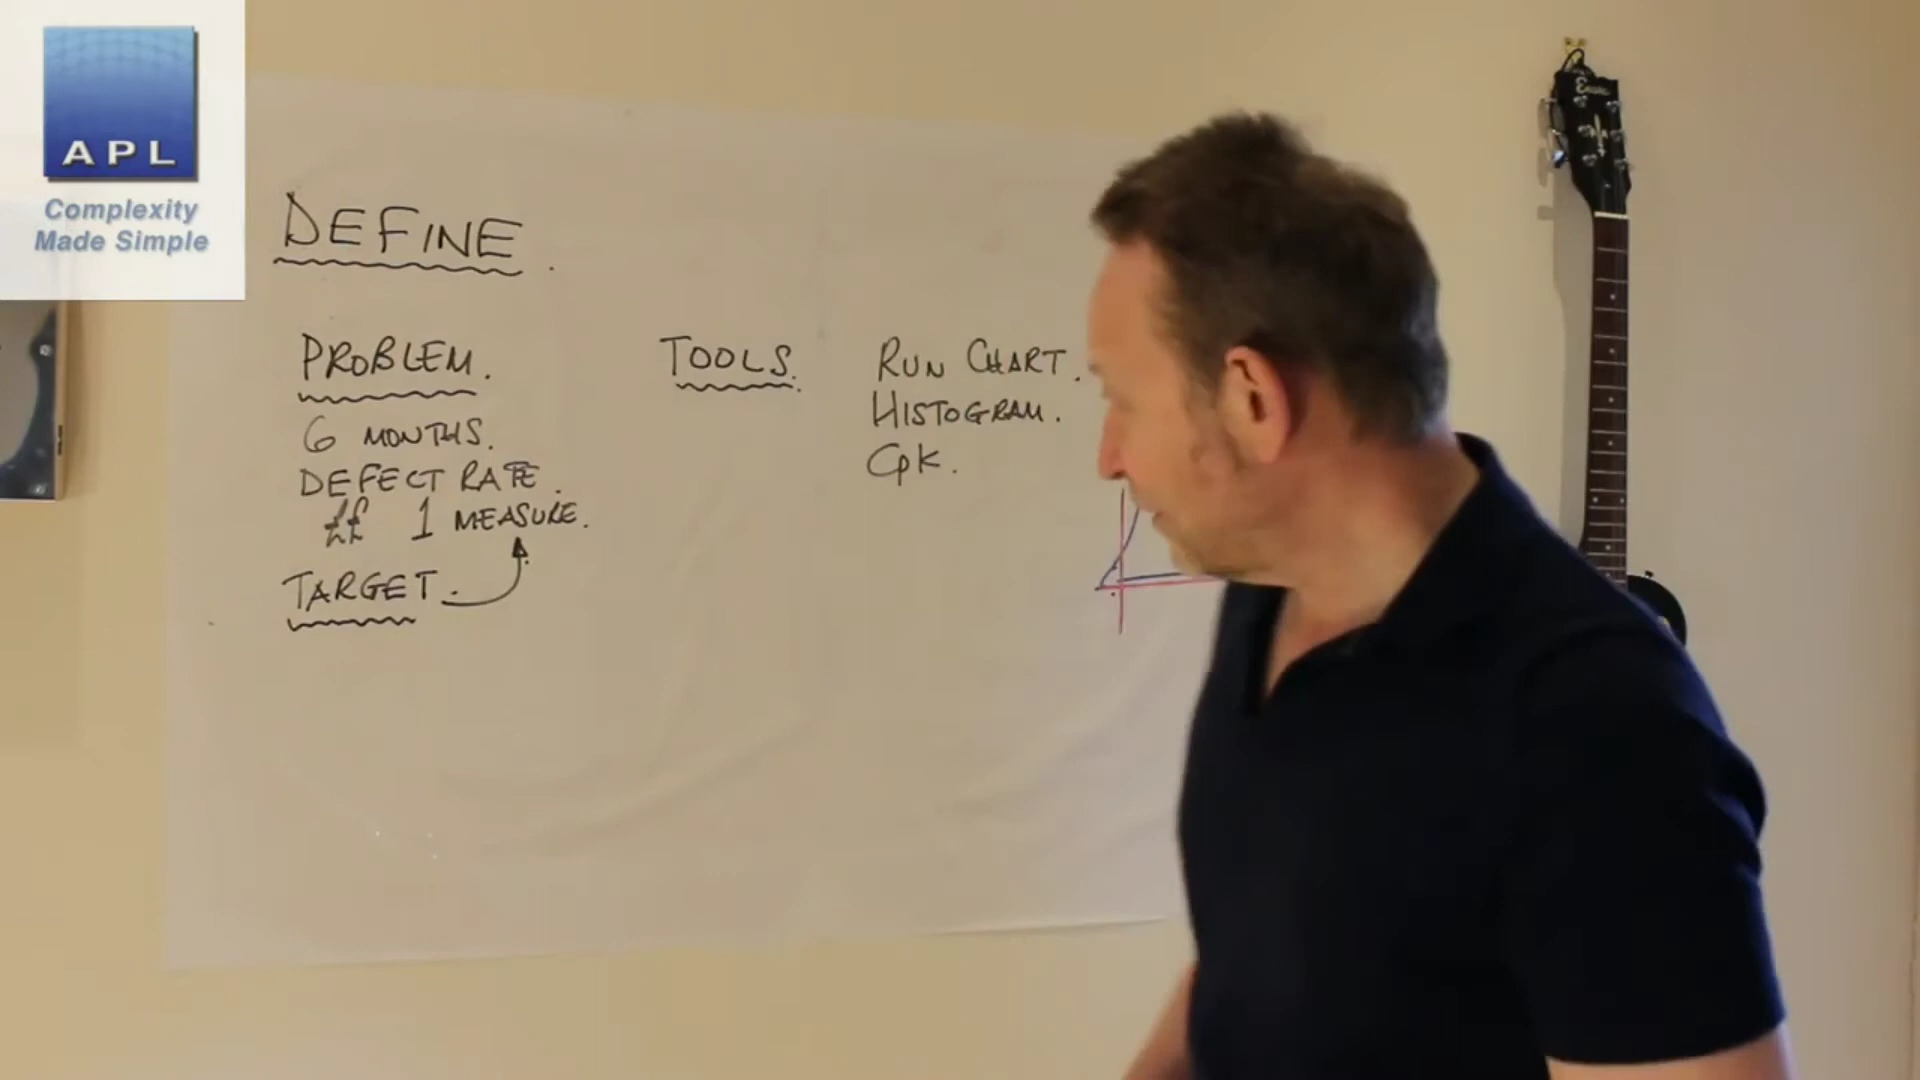 APL
Complexity
Made Simple
DEFINE.
PROBLEM.
6 MONTHS.
DEFECT RATE.
££ 1 MEASURE.
TARGET.
TOOLS.
RUN CHART.
HISTOGRAM.
CpK.